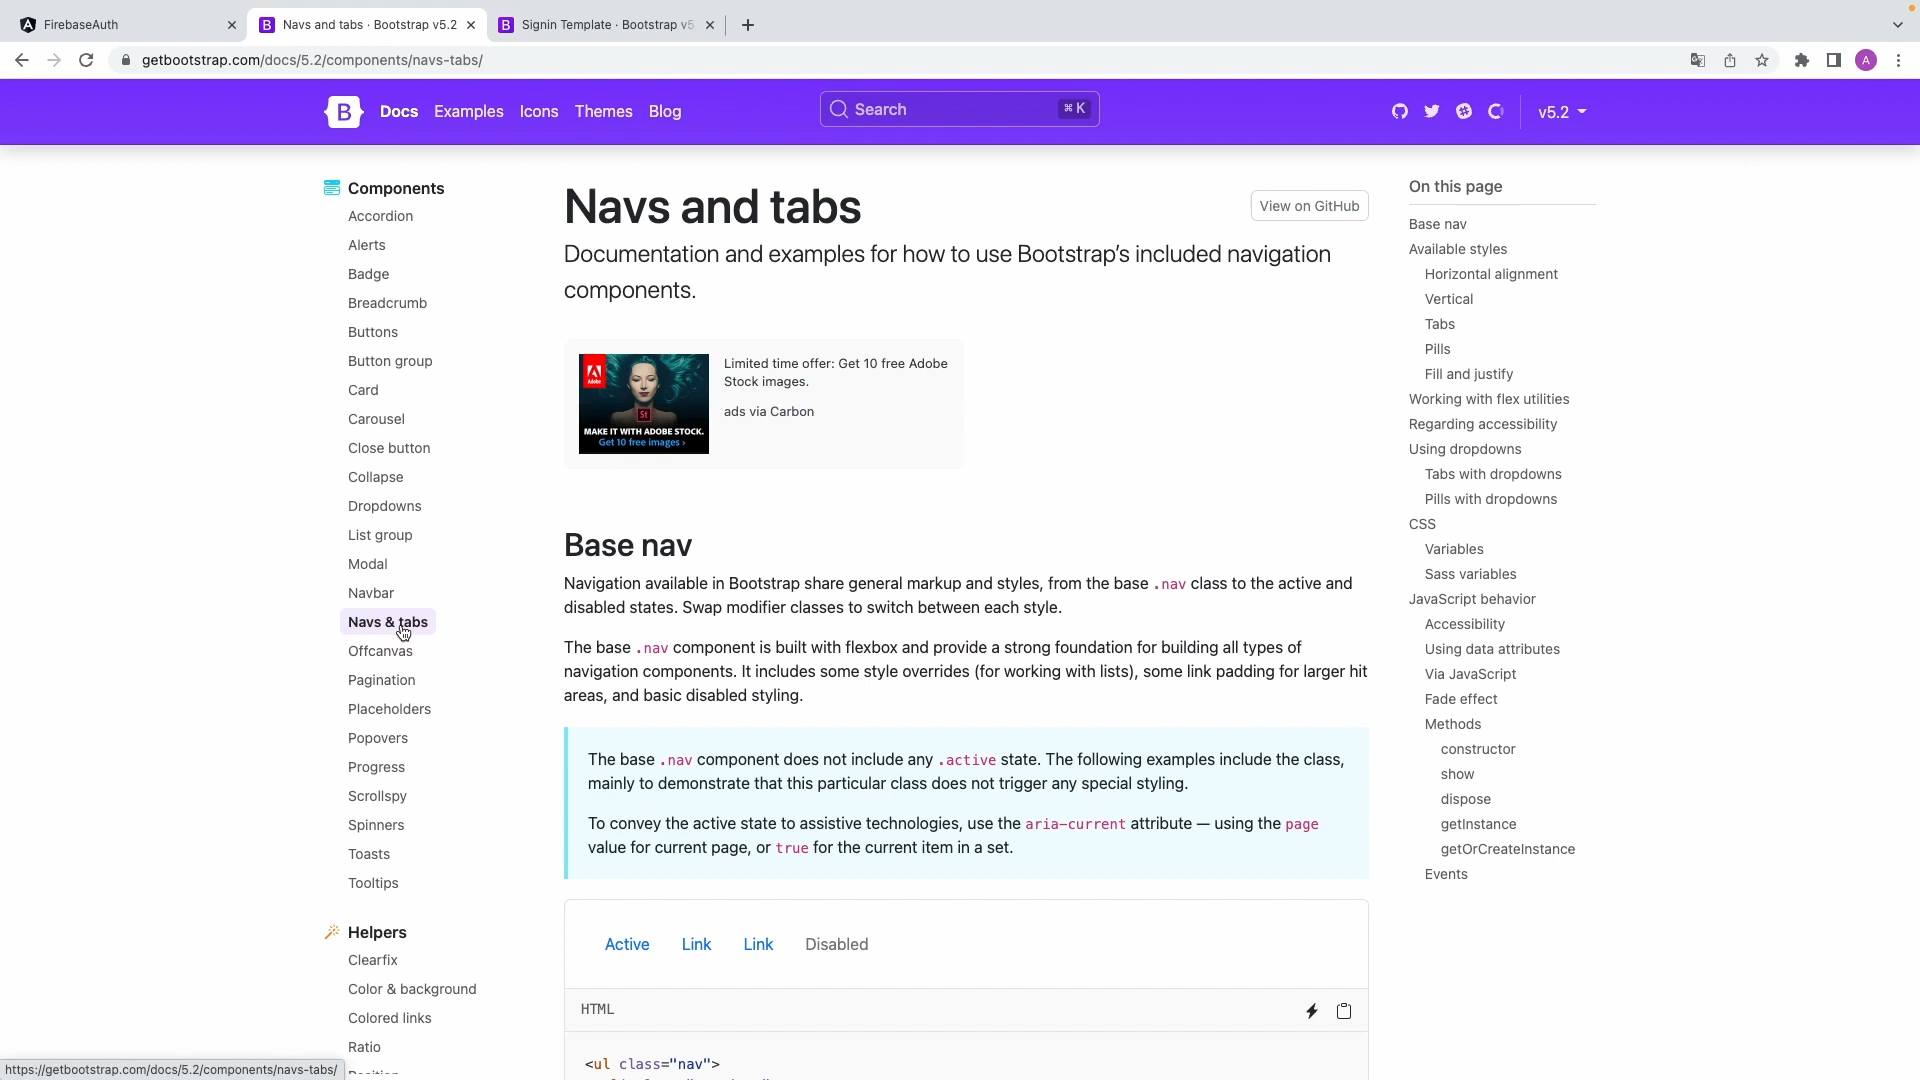 FirebaseAuth
Navs and tabs · Bootstrap v5.2
Signin Template · Bootstrap v5
getbootstrap.com/docs/5.2/components/navs-tabs/
A
B
Docs
Examples
Icons
Themes
Blog
Search
⌘ K
v5.2
Components
Accordion
Alerts
Badge
Breadcrumb
Buttons
Button group
Card
Carousel
Close button
Collapse
Dropdowns
List group
Modal
Navbar
Navs & tabs
Offcanvas
Pagination
Placeholders
Popovers
Progress
Scrollspy
Spinners
Toasts
Tooltips
Helpers
Clearfix
Color & background
Colored links
Ratio
https://getbootstrap.com/docs/5.2/components/navs-tabs/
Navs and tabs
View on GitHub
Documentation and examples for how to use Bootstrap's included navigation
components.
Adobe
St
MAKE IT WITH ADOBE STOCK.
Get 10 free images ›
Limited time offer: Get 10 free Adobe
Stock images.
ads via Carbon
Base nav
Navigation available in Bootstrap share general markup and styles, from the base .nav class to the active and
disabled states. Swap modifier classes to switch between each style.
The base .nav component is built with flexbox and provide a strong foundation for building all types of
navigation components. It includes some style overrides (for working with lists), some link padding for larger hit
areas, and basic disabled styling.
The base .nav component does not include any .active state. The following examples include the class,
mainly to demonstrate that this particular class does not trigger any special styling.
To convey the active state to assistive technologies, use the aria-current attribute — using the page
value for current page, or true for the current item in a set.
Active
Link
Link
Disabled
HTML
<ul class="nav">
On this page
Base nav
Available styles
Horizontal alignment
Vertical
Tabs
Pills
Fill and justify
Working with flex utilities
Regarding accessibility
Using dropdowns
Tabs with dropdowns
Pills with dropdowns
CSS
Variables
Sass variables
JavaScript behavior
Accessibility
Using data attributes
Via JavaScript
Fade effect
Methods
constructor
show
dispose
getInstance
getOrCreateInstance
Events